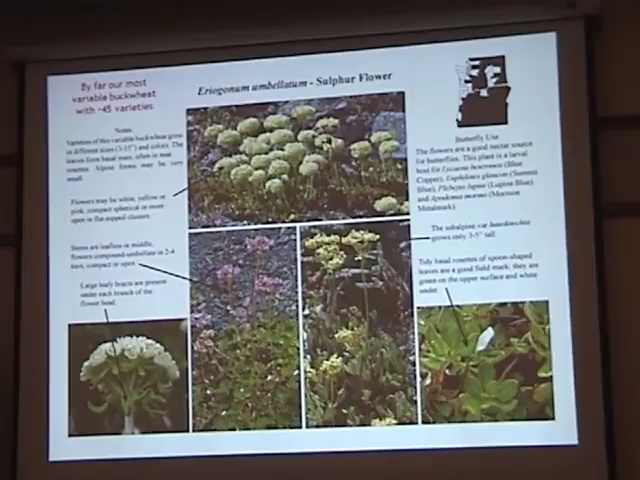 By far our most
variable buckwheat
with ~45 varieties
Eriogonum umbellatum - Sulphur Flower
Notes
Varieties of this variable buckwheat grow
in different sizes (3-15") and colors. The
leaves form basal mats, often in neat
rosettes. Alpine forms may be very
small.
Flowers may be white, yellow or
pink, compact spherical or more
open in flat-topped clusters.
Stems are leafless in middle,
flowers compound-umbellate in 2-4
tiers, compact or open.
Large leafy bracts are present
under each branch of the
flower head.
Butterfly Use
The flowers are a good nectar source
for butterflies. This plant is a larval
host for Lycaena heteronea (Blue
Copper), Euphilotes glaucon (Summit
Blue), Plebejus lupini (Lupine Blue)
and Apodemia mormo (Mormon
Metalmark).
The subalpine var
grows only 3-5" tall.
Tidy basal rosettes of spoon-shaped
leaves are a good field mark; they are
green on the upper surface and white
under.